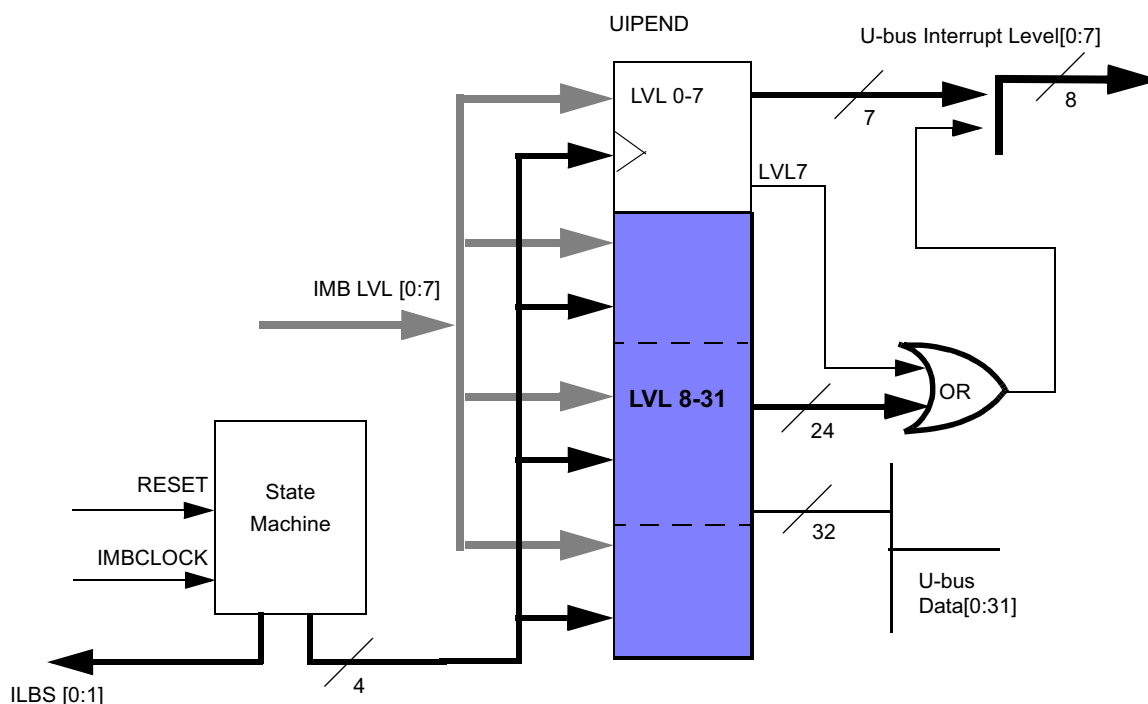 UIPEND
U-bus Interrupt Level[0:7]
LVL 0-7
7
8
LVL7
IMB LVL [0:7]
LVL 8-31
OR
24
RESET
State
Machine
32
IMBCLOCK
U-bus
Data[0:31]
4
ILBS [0:1]